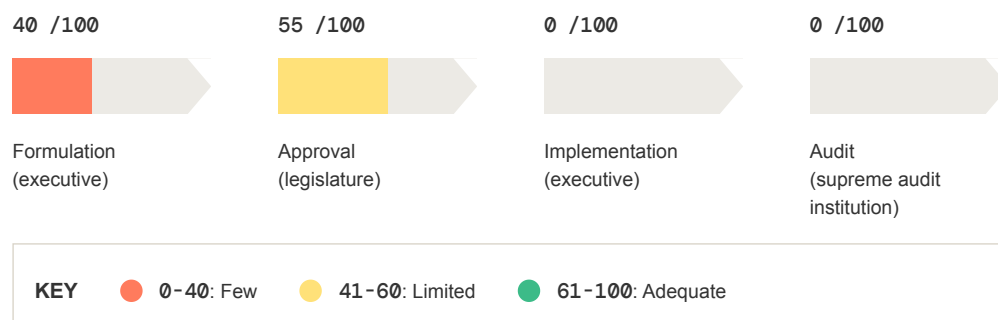 40 /100 55 /100 0 /100 0 /100
Formulation
(executive)
Approval
(legislature)
Implementation
(executive)
Audit
(supreme audit
institution)
KEY 0-40: Few 41-60: Limited 61-100: Adequate